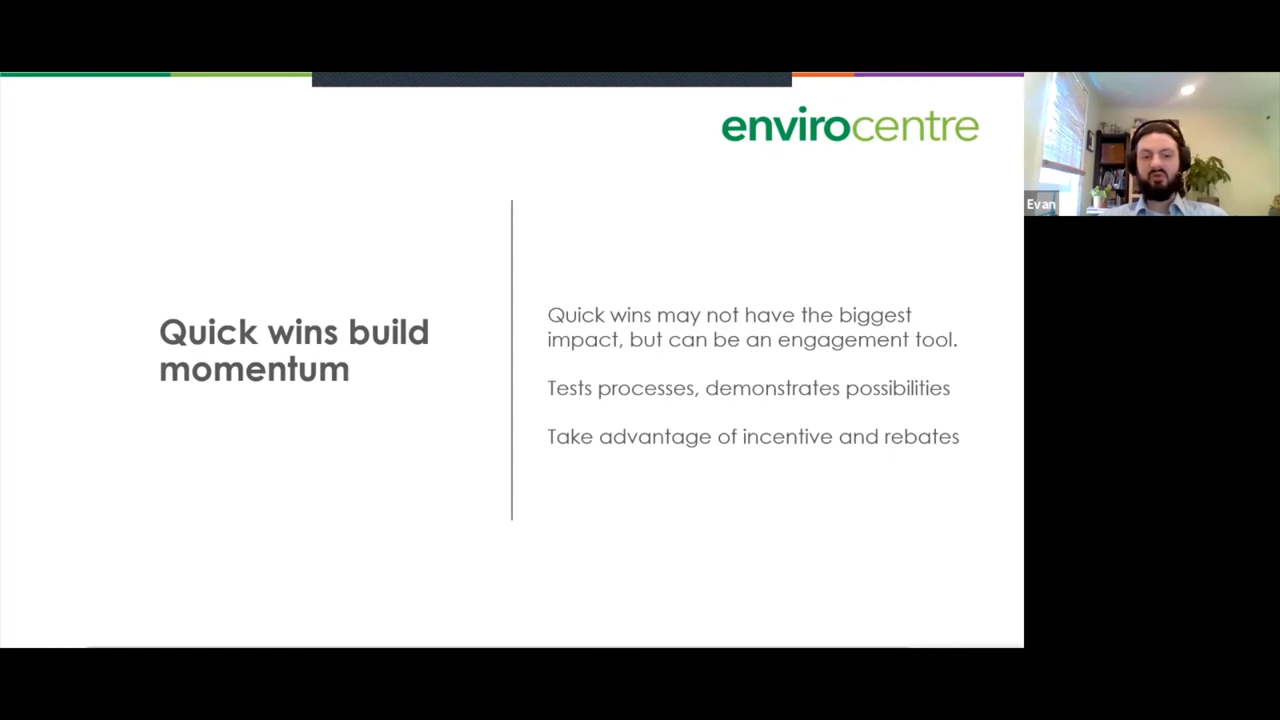 envirocentre
Evan
Quick wins build
momentum
Quick wins may not have the biggest
impact, but can be an engagement tool.
Tests processes, demonstrates possibilities
Take advantage of incentive and rebates